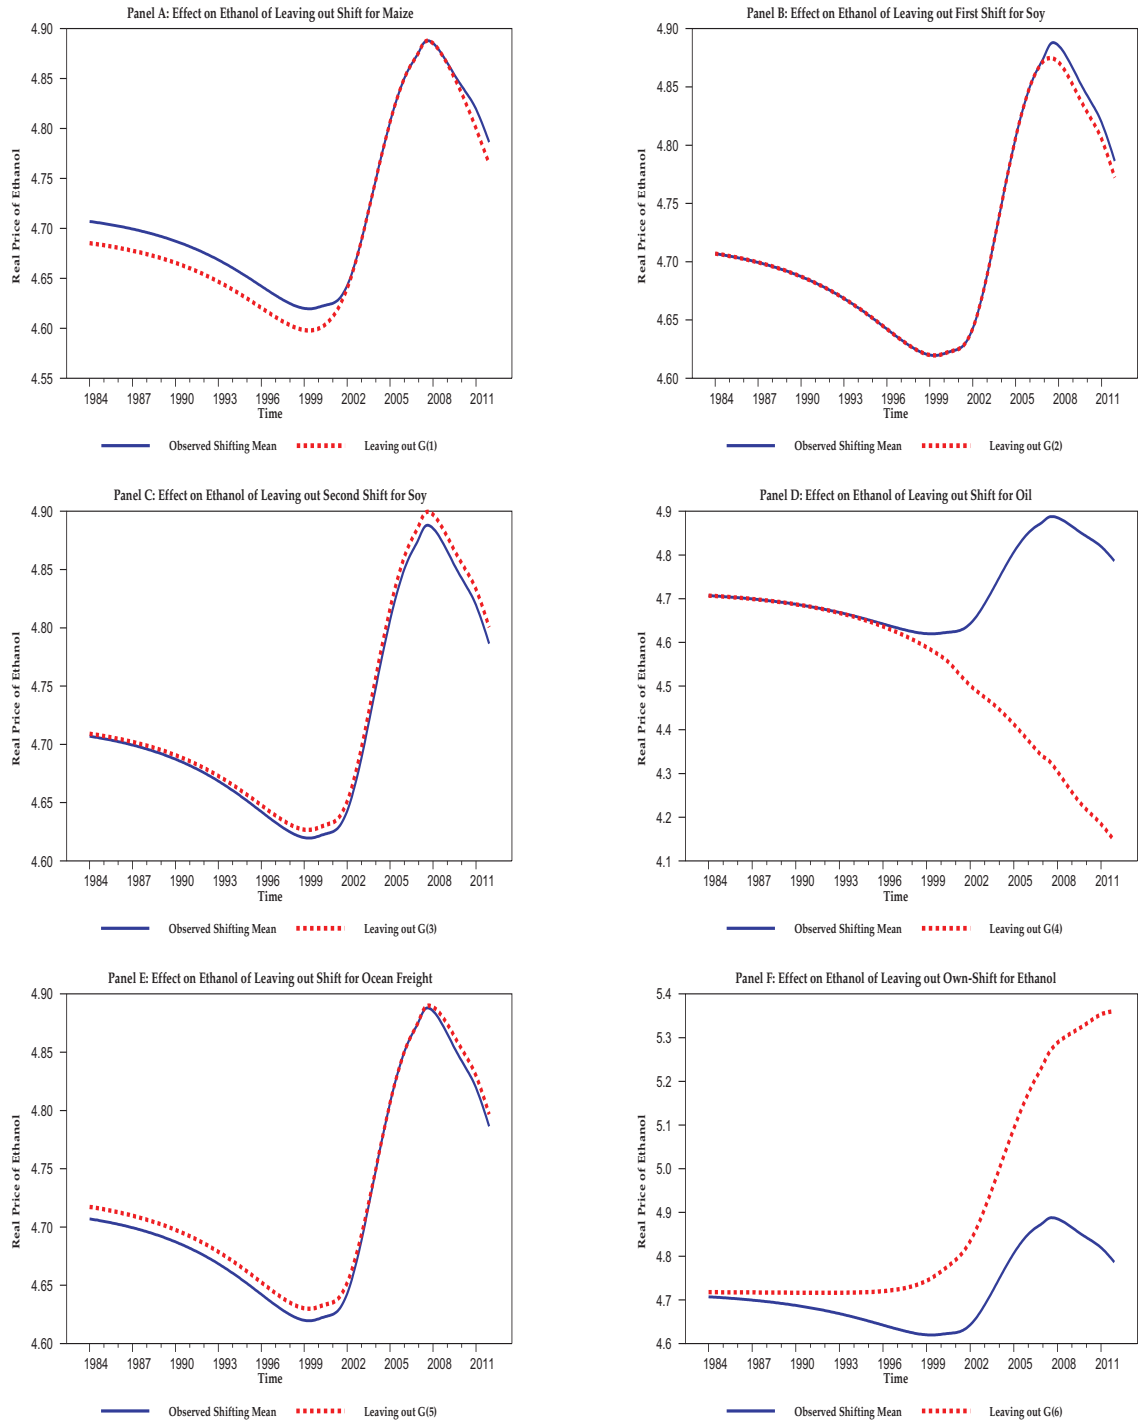 Panel A: Effect on Ethanol of Leaving out Shift for Maize
Real Price of Ethanol
4.90
4.85
4.80
4.75
4.70
4.65
4.60
4.55
1984 1987 1990 1993 1996 1999 2002 2005 2008 2011
Time
Observed Shifting Mean Leaving out G(1)
Panel B: Effect on Ethanol of Leaving out First Shift for Soy
Real Price of Ethanol
4.90
4.85
4.80
4.75
4.70
4.65
4.60
1984 1987 1990 1993 1996 1999 2002 2005 2008 2011
Time
Observed Shifting Mean Leaving out G(2)
Panel C: Effect on Ethanol of Leaving out Second Shift for Soy
Real Price of Ethanol
4.90
4.85
4.80
4.75
4.70
4.65
4.60
1984 1987 1990 1993 1996 1999 2002 2005 2008 2011
Time
Observed Shifting Mean Leaving out G(3)
Panel D: Effect on Ethanol of Leaving out Shift for Oil
Real Price of Ethanol
4.9
4.8
4.7
4.6
4.5
4.4
4.3
4.2
4.1
1984 1987 1990 1993 1996 1999 2002 2005 2008 2011
Time
Observed Shifting Mean Leaving out G(4)
Panel E: Effect on Ethanol of Leaving out Shift for Ocean Freight
Real Price of Ethanol
4.90
4.85
4.80
4.75
4.70
4.65
4.60
1984 1987 1990 1993 1996 1999 2002 2005 2008 2011
Time
Observed Shifting Mean Leaving out G(5)
Panel F: Effect on Ethanol of Leaving out Own-Shift for Ethanol
Real Price of Ethanol
5.4
5.3
5.2
5.1
5.0
4.9
4.8
4.7
4.6
1984 1987 1990 1993 1996 1999 2002 2005 2008 2011
Time
Observed Shifting Mean Leaving out G(6)